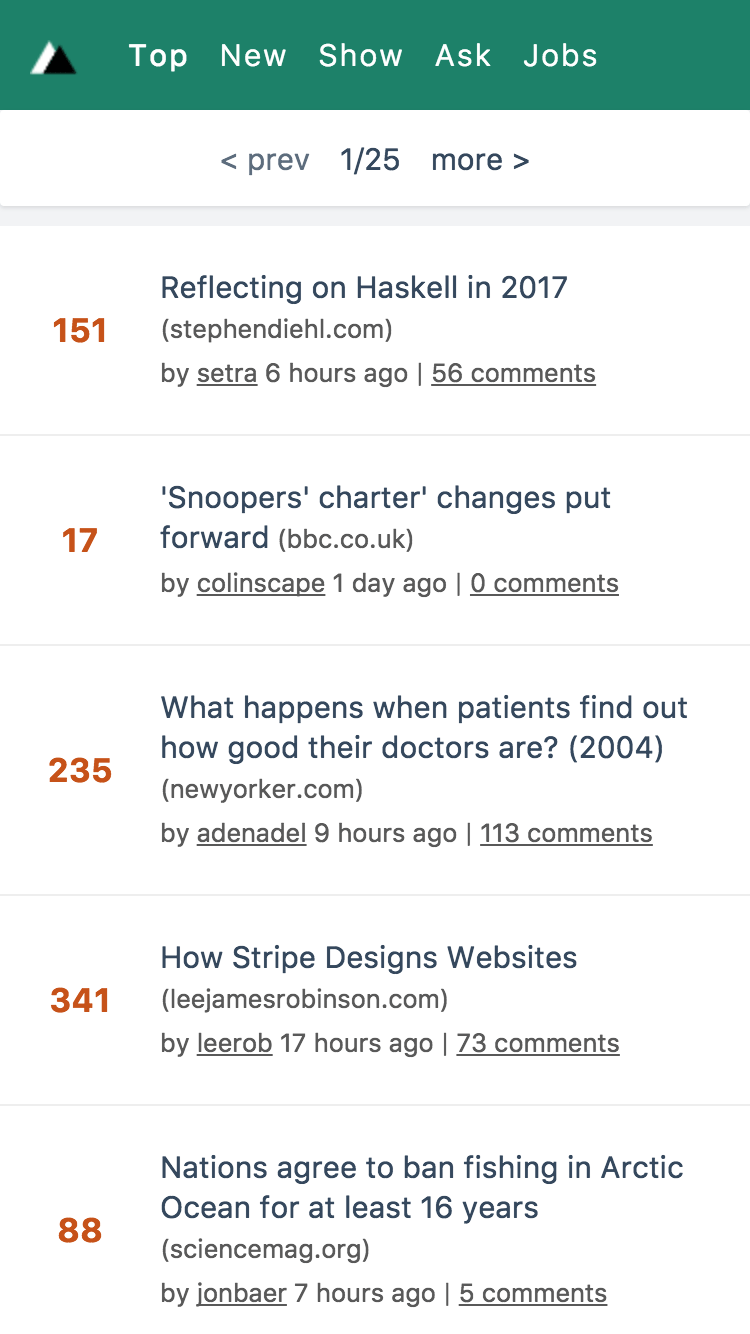 Top New Show Ask Jobs
< prev 1/25 more >
151
Reflecting on Haskell in 2017
(stephendiehl.com)
by setra 6 hours ago | 56 comments
17
'Snoopers' charter' changes put
forward (bbc.co.uk)
by colinscape 1 day ago | 0 comments
235
What happens when patients find out
how good their doctors are? (2004)
(newyorker.com)
by adenadel 9 hours ago | 113 comments
341
How Stripe Designs Websites
(leejamesrobinson.com)
by leerob 17 hours ago | 73 comments
88
Nations agree to ban fishing in Arctic
Ocean for at least 16 years
(sciencemag.org)
by jonbaer 7 hours ago | 5 comments